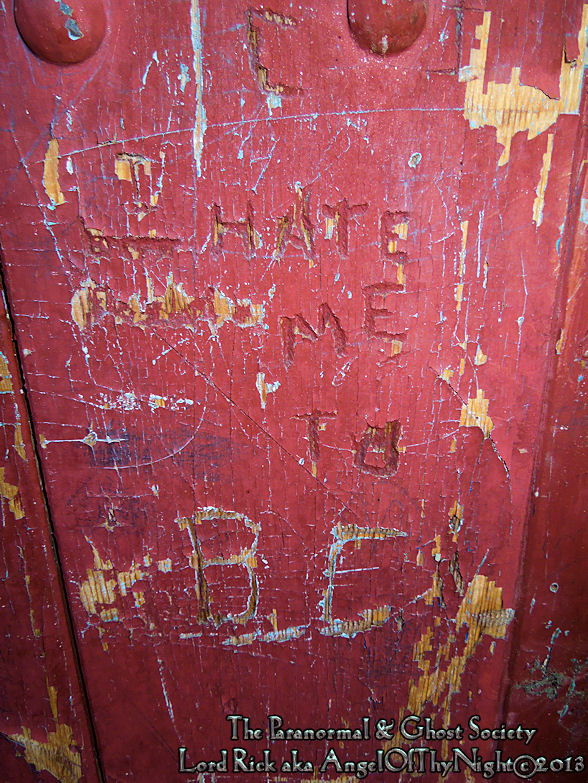 I HATE
ME
TO
BE
The Paranormal & Ghost Society
Lord Rick aka AngelOfThyNight©2013